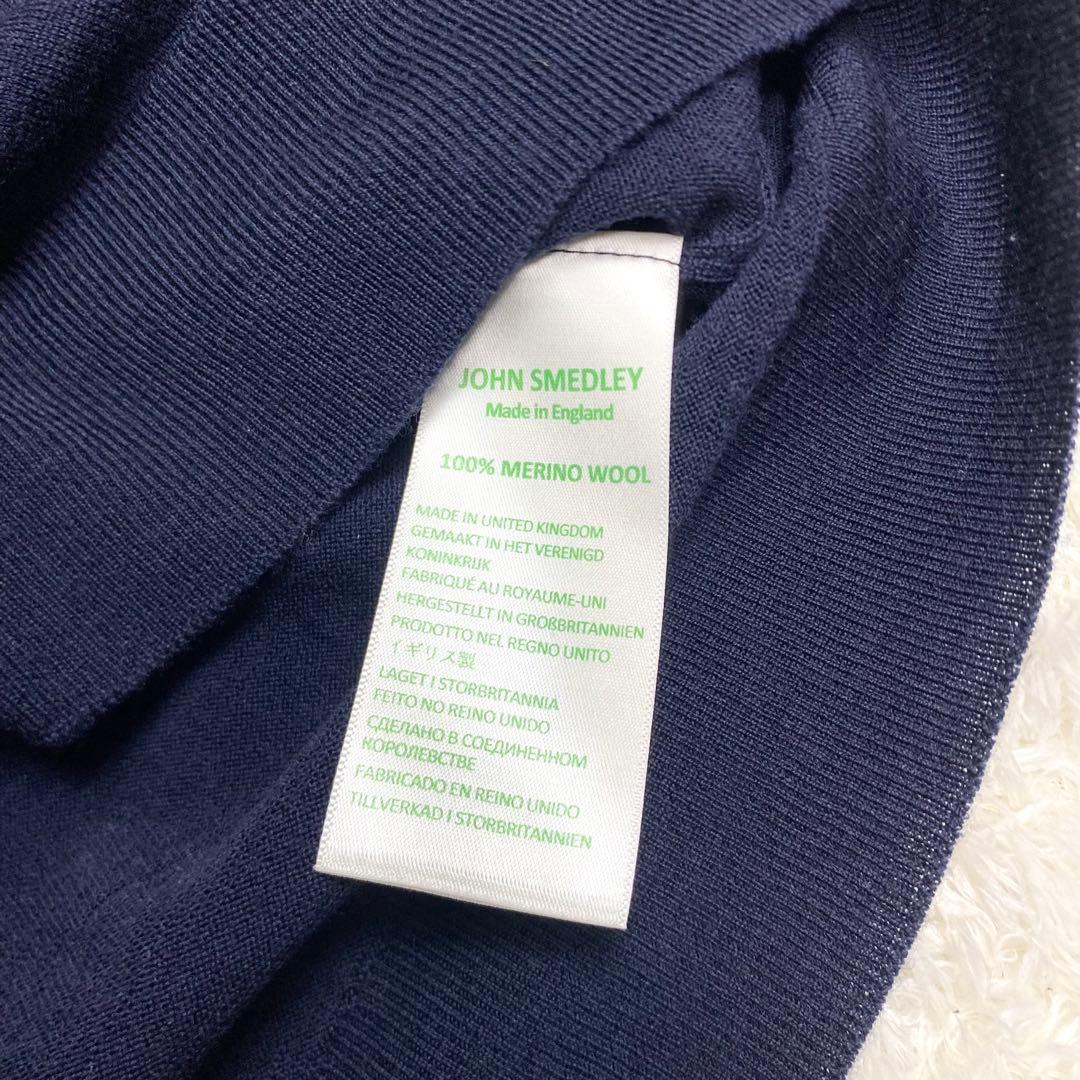 JOHN SMEDLEY
Made in England
100% MERINO WOOL
MADE IN UNITED KINGDOM
GEMAAKT IN HET VERENIGD
KONINKRIJK
FABRIQUÉ AU ROYAUME-UNI
HERGESTELLT IN GROßBRITANNIEN
PRODOTTO NEL REGNO UNITO
イギリス製
LAGET I STORBRITANNIA
FEITO NO REINO UNIDO
СДЕЛАНО В СОЕДИНЕННОМ
КОРОЛЕВСТВЕ
FABRICADO EN REINO UNIDO
TILLVERKAD I STORBRITANNIEN